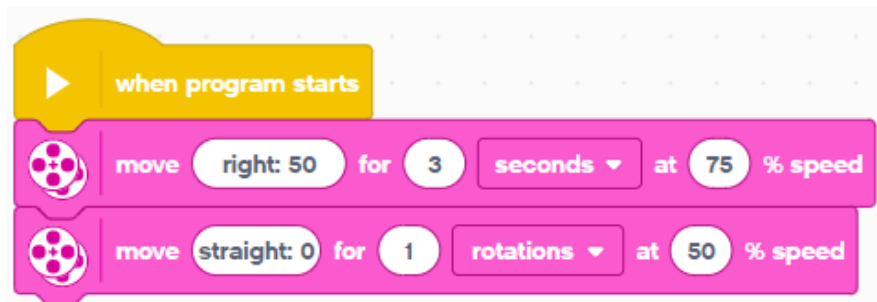 when program starts
move right: 50 for 3 seconds at 75 % speed
move straight: 0 for 1 rotations at 50 % speed